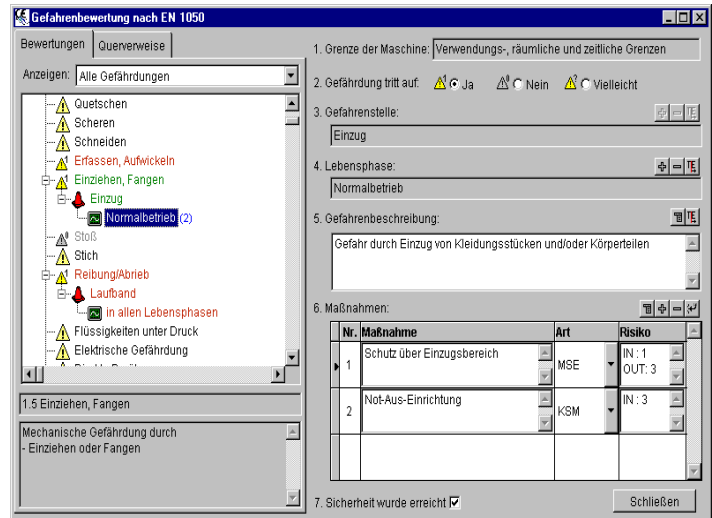 Gefahrenbewertung nach EN 1050
Bewertungen
Querverweise
Anzeigen:
Alle Gefährdungen
Quetschen
Scheren
Schneiden
Erfassen, Aufwickeln
Einziehen, Fangen
Einzug
Normalbetrieb (2)
Stoß
Stich
Reibung/Abrieb
Laufband
in allen Lebensphasen
Flüssigkeiten unter Druck
Elektrische Gefährdung
1.5 Einziehen, Fangen
Mechanische Gefährdung durch
- Einziehen oder Fangen
1. Grenze der Maschine:
Verwendungs-, räumliche und zeitliche Grenzen
2. Gefährdung tritt auf:
Ja
Nein
Vielleicht
3. Gefahrenstelle:
Einzug
4. Lebensphase:
Normalbetrieb
5. Gefahrenbeschreibung:
Gefahr durch Einzug von Kleidungsstücken und/oder Körperteilen
6. Maßnahmen:
Nr. Maßnahme Art Risiko
1 Schutz über Einzugsbereich MSE IN : 1
OUT: 3
2 Not-Aus-Einrichtung KSM IN : 3
7. Sicherheit wurde erreicht
Schließen